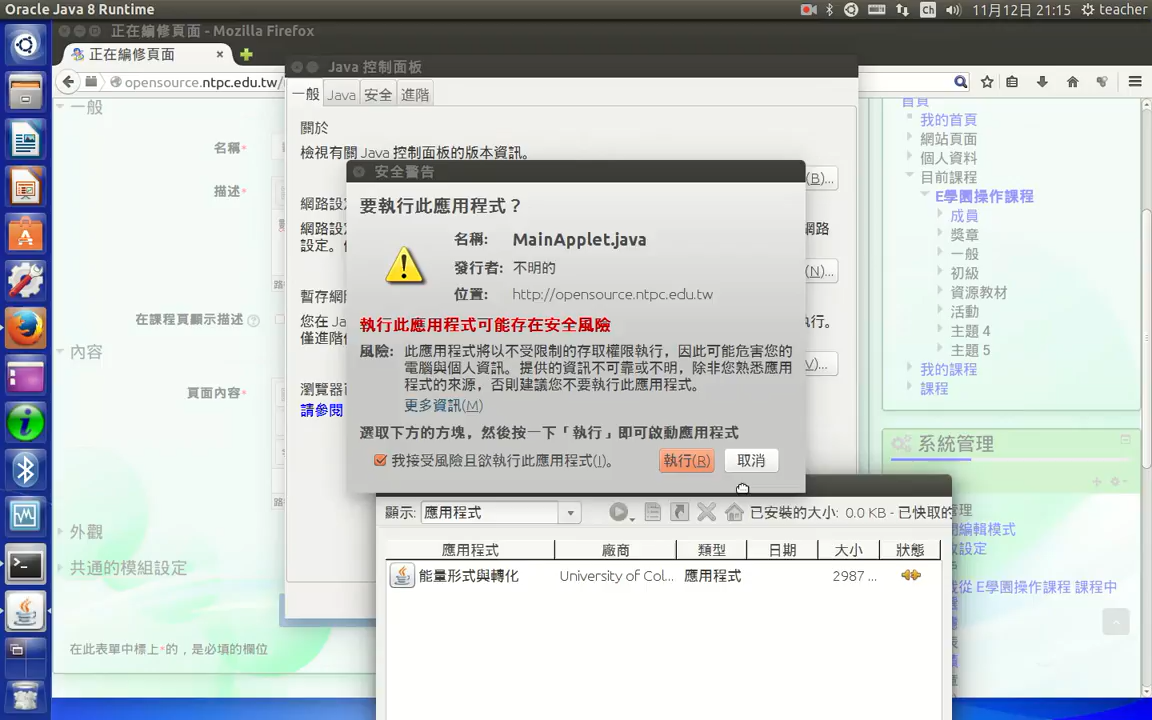 Oracle Java 8 Runtime
Ch
11月12日 21:15
teacher
正在編修頁面 - Mozilla Firefox
正在編修頁面
opensource.ntpc.edu.tw/
Java 控制面板
一般
Java
安全
進階
一般
名稱*
描述*
在課程頁顯示描述
內容
頁面內容*
外觀
共通的模組設定
在此表單中標上*的，是必填的欄位
關於
檢視有關 Java 控制面板的版本資訊。
(B)...
網路
(N)...
暫存網
您在 Ja
執行。
僅進階
V)...
瀏覽器
請參閱
安全警告
要執行此應用程式？
名稱: MainApplet.java
發行者: 不明的
位置: http://opensource.ntpc.edu.tw
執行此應用程式可能存在安全風險
風險: 此應用程式將以不受限制的存取權限執行，因此可能危害您的
電腦與個人資訊。提供的資訊不可靠或不明，除非您熟悉應用
程式的來源，否則建議您不要執行此應用程式。
更多資訊(M)
選取下方的方塊，然後按一下「執行」即可啟動應用程式
我接受風險且欲執行此應用程式(I)。
執行(R)
取消
顯示:
應用程式
已安裝的大小: 0.0 KB - 已快取的
應用程式 廠商 類型 日期 大小 狀態
能量形式與轉化 University of Col... 應用程式 2987 ...
首頁
我的首頁
網站頁面
個人資料
目前課程
E學園操作課程
成員
獎章
一般
初級
資源教材
活動
主題 4
主題 5
我的課程
課程
系統管理
管理
編輯模式
設定
從 E學園操作課程 課程中